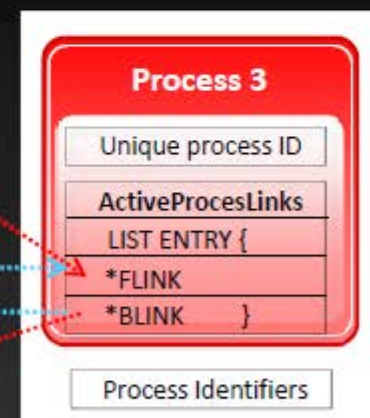 Process 3
Unique process ID
ActiveProcesLinks
LIST ENTRY {
*FLINK
*BLINK }
Process Identifiers